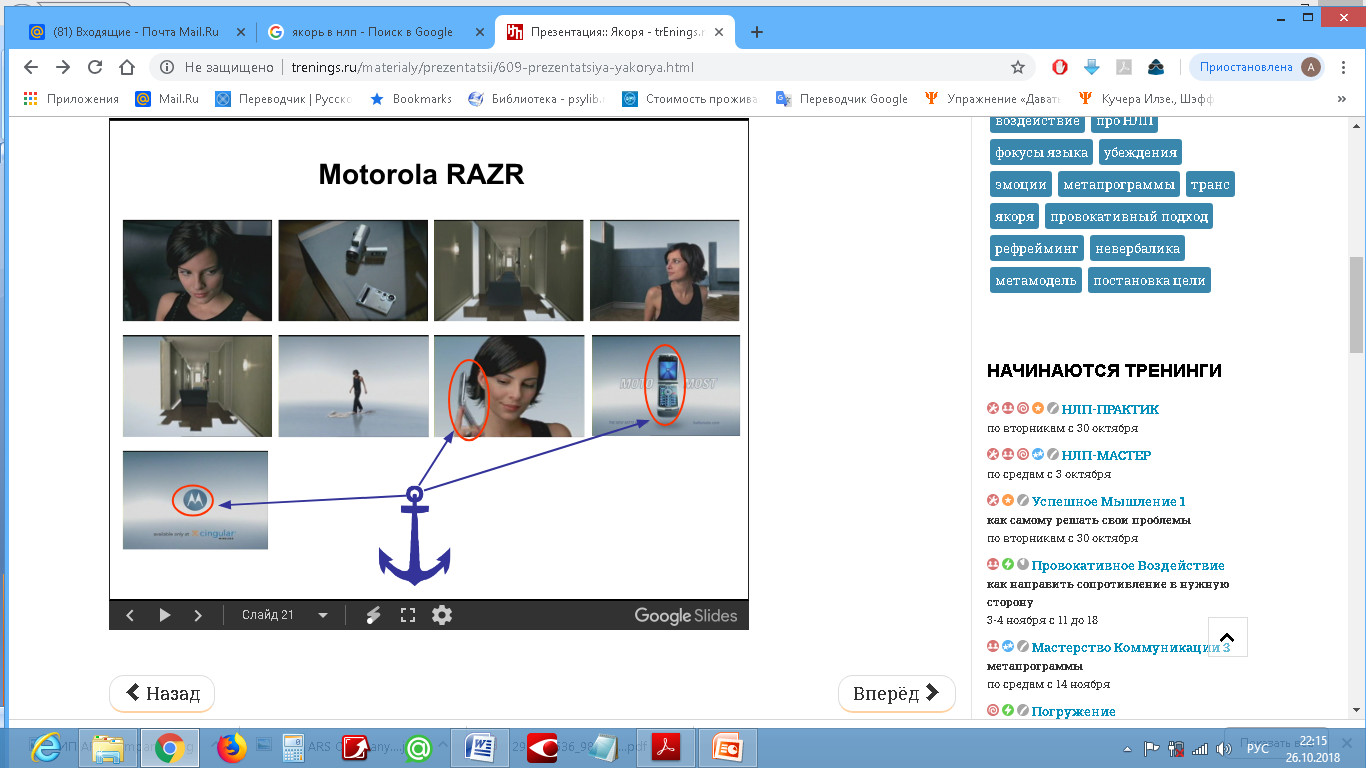 (81) Входящие - Почта Mail.Ru
якорь в нлп - Поиск в Google
Презентация:: Якоря - trEnings.r
Не защищено
trenings.ru/materialy/prezentatsii/609-prezentatsiya-yakorya.html
Приостановлена
А
Приложения
Mail.Ru
Переводчик | Русско
Bookmarks
Библиотека - psylib.
Стоимость прожива
Переводчик Google
Упражнение «Давать
Кучера Илзе., Шэфф
Motorola RAZR
MOTO MOST
available only at cingular
Слайд 21
Google Slides
Назад
Вперёд
воздействие про НЛП
фокусы языка убеждения
эмоции метапрограммы транс
якоря провокативный подход
рефрейминг невербалика
метамодель постановка цели
НАЧИНАЮТСЯ ТРЕНИНГИ
НЛП-ПРАКТИК
по вторникам с 30 октября
НЛП-МАСТЕР
по средам с 3 октября
Успешное Мышление 1
как самому решать свои проблемы
по вторникам с 30 октября
Провокативное Воздействие
как направить сопротивление в нужную
сторону
3-4 ноября с 11 до 18
Мастерство Коммуникации 3
метапрограммы
по средам с 14 ноября
Погружение
РУС
22:15
26.10.2018